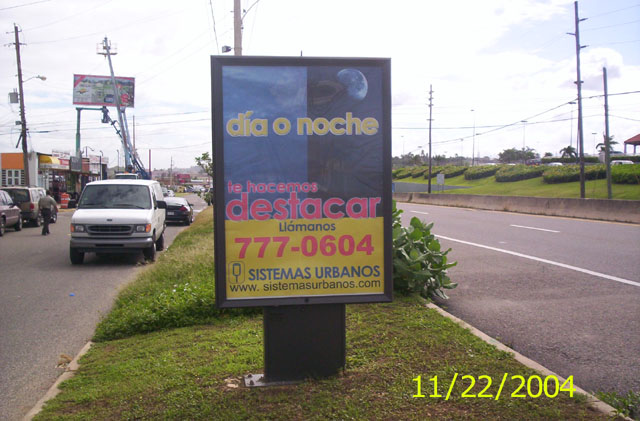 día o noche
te hacemos
destacar
Llámanos
777-0604
SISTEMAS URBANOS
www.sistemasurbanos.com
11/22/2004